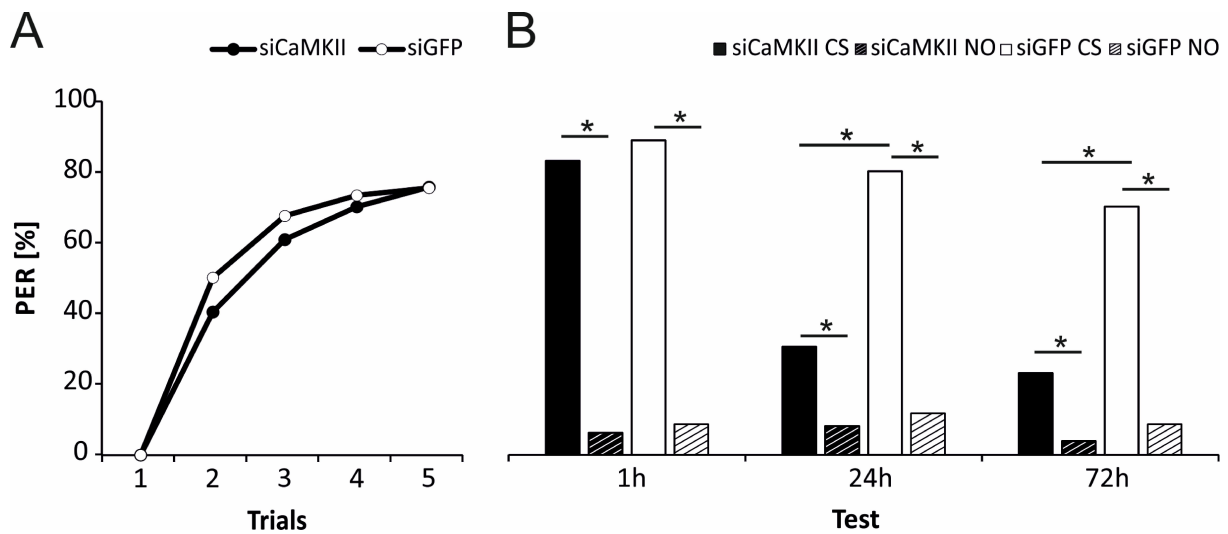 A
siCaMKII siGFP
PER [%]
100
80
60
40
20
0
1 2 3 4 5
Trials
B
siCaMKII CS siCaMKII NO siGFP CS siGFP NO
* *
* *
*
* *
*
1h 24h 72h
Test